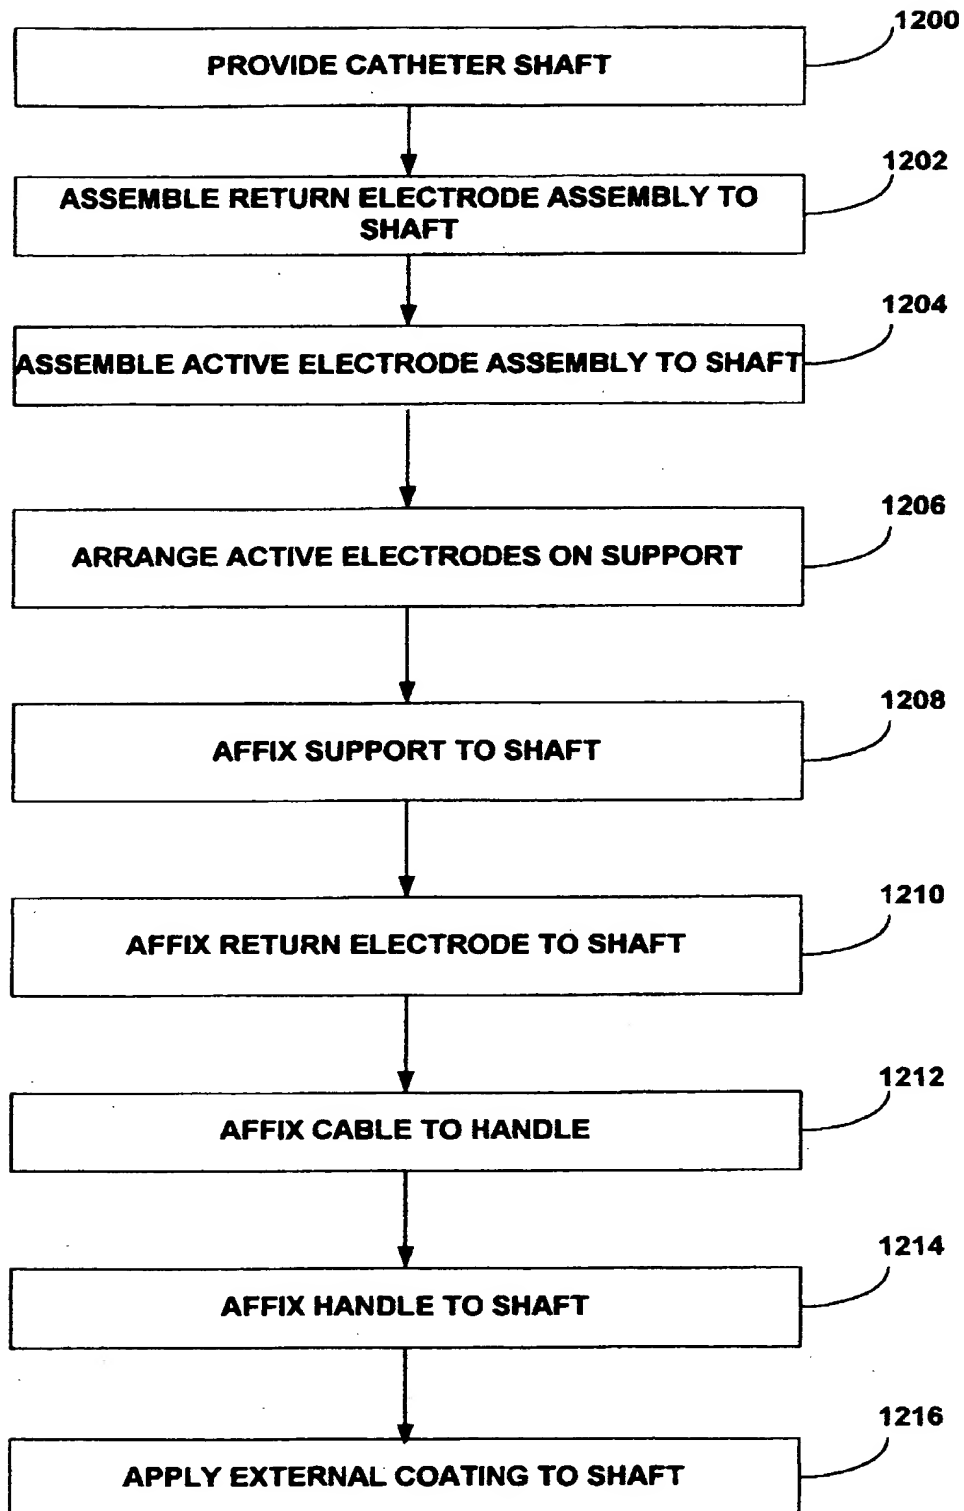 1200
PROVIDE CATHETER SHAFT
1202
ASSEMBLE RETURN ELECTRODE ASSEMBLY TO
SHAFT
1204
ASSEMBLE ACTIVE ELECTRODE ASSEMBLY TO SHAFT
1206
ARRANGE ACTIVE ELECTRODES ON SUPPORT
1208
AFFIX SUPPORT TO SHAFT
1210
AFFIX RETURN ELECTRODE TO SHAFT
1212
AFFIX CABLE TO HANDLE
1214
AFFIX HANDLE TO SHAFT
1216
APPLY EXTERNAL COATING TO SHAFT